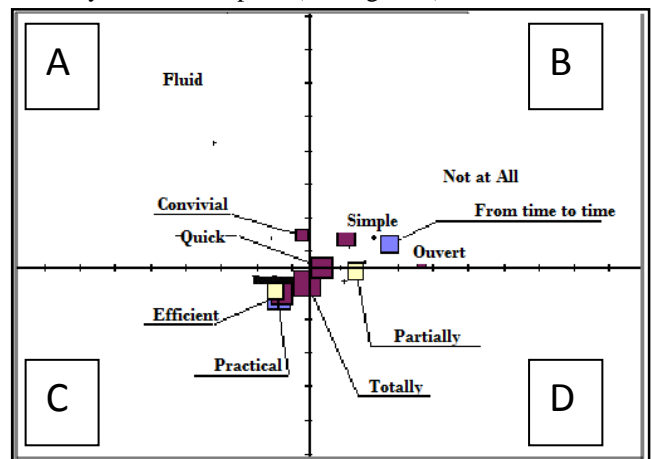 A
B
Fluid
Not at All
Convivial
Simple
From time to time
Quick
Ouvert
Efficient
Partially
Practical
Totally
C
D